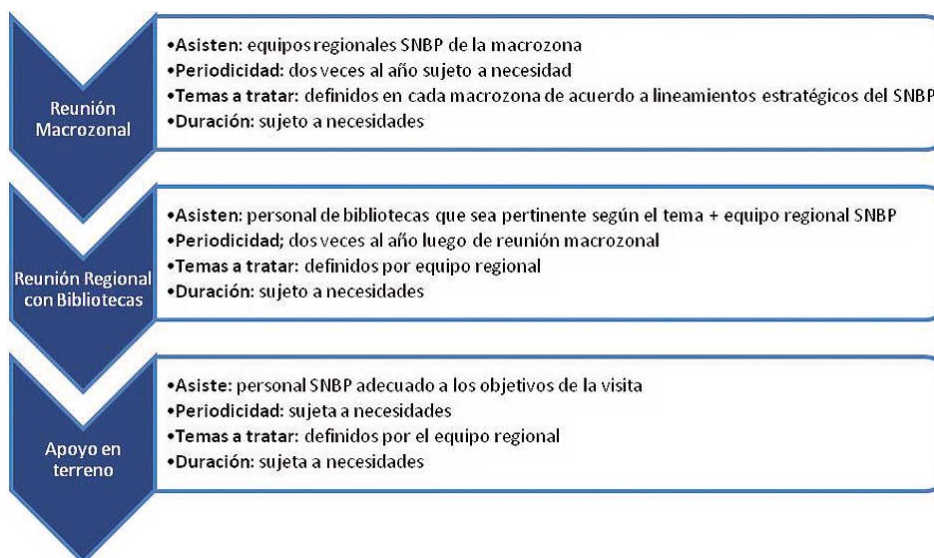 Reunión
Macrozonal
•Asisten: equipos regionales SNBP de la macrozona
•Periodicidad: dos veces al año sujeto a necesidad
•Temas a tratar: definidos en cada macrozona de acuerdo a lineamientos estratégicos del SNBP
•Duración: sujeto a necesidades
Reunión Regional
con Bibliotecas
•Asisten: personal de bibliotecas que sea pertinente según el tema + equipo regional SNBP
•Periodicidad; dos veces al año luego de reunión macrozonal
•Temas a tratar: definidos por equipo regional
•Duración: sujeto a necesidades
Apoyo en
terreno
•Asiste: personal SNBP adecuado a los objetivos de la visita
•Periodicidad: sujeta a necesidades
•Temas a tratar: definidos por el equipo regional
•Duración: sujeta a necesidades